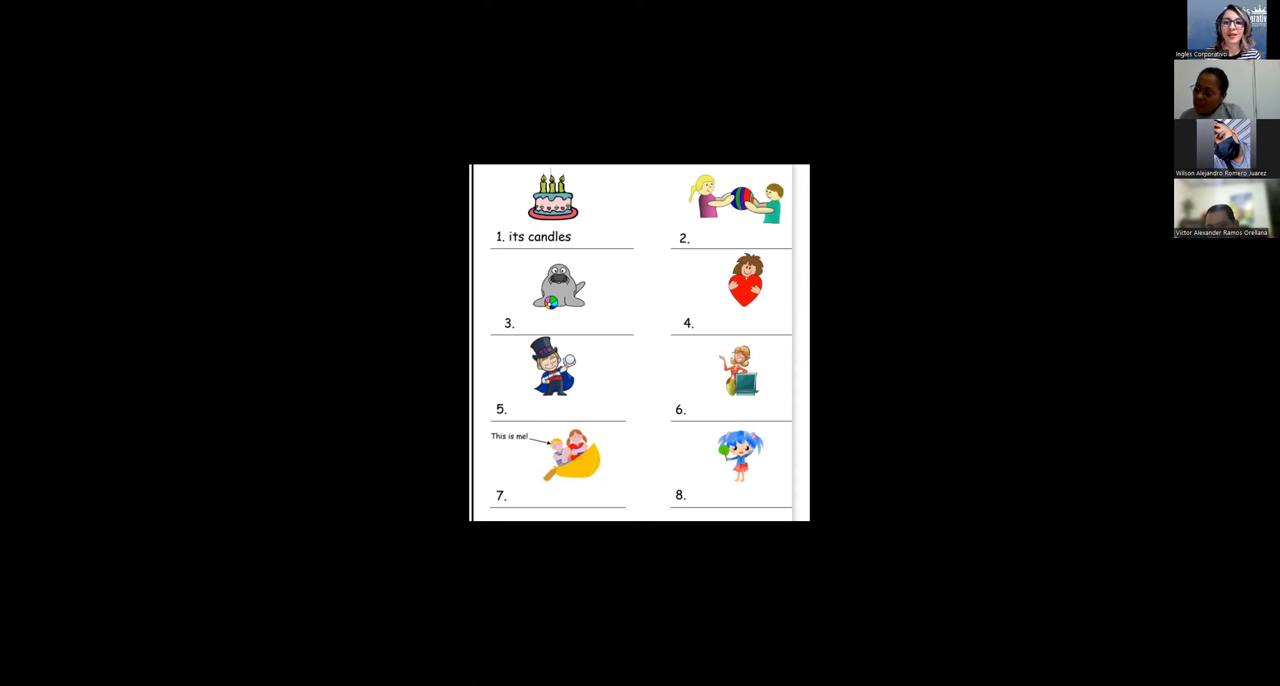 Ingles Corporativo
Wilson Alejandro Romero Juarez
Victor Alexander Ramos Orellana
1. its candles
2.
3.
4.
5.
6.
This is me!
7.
8.